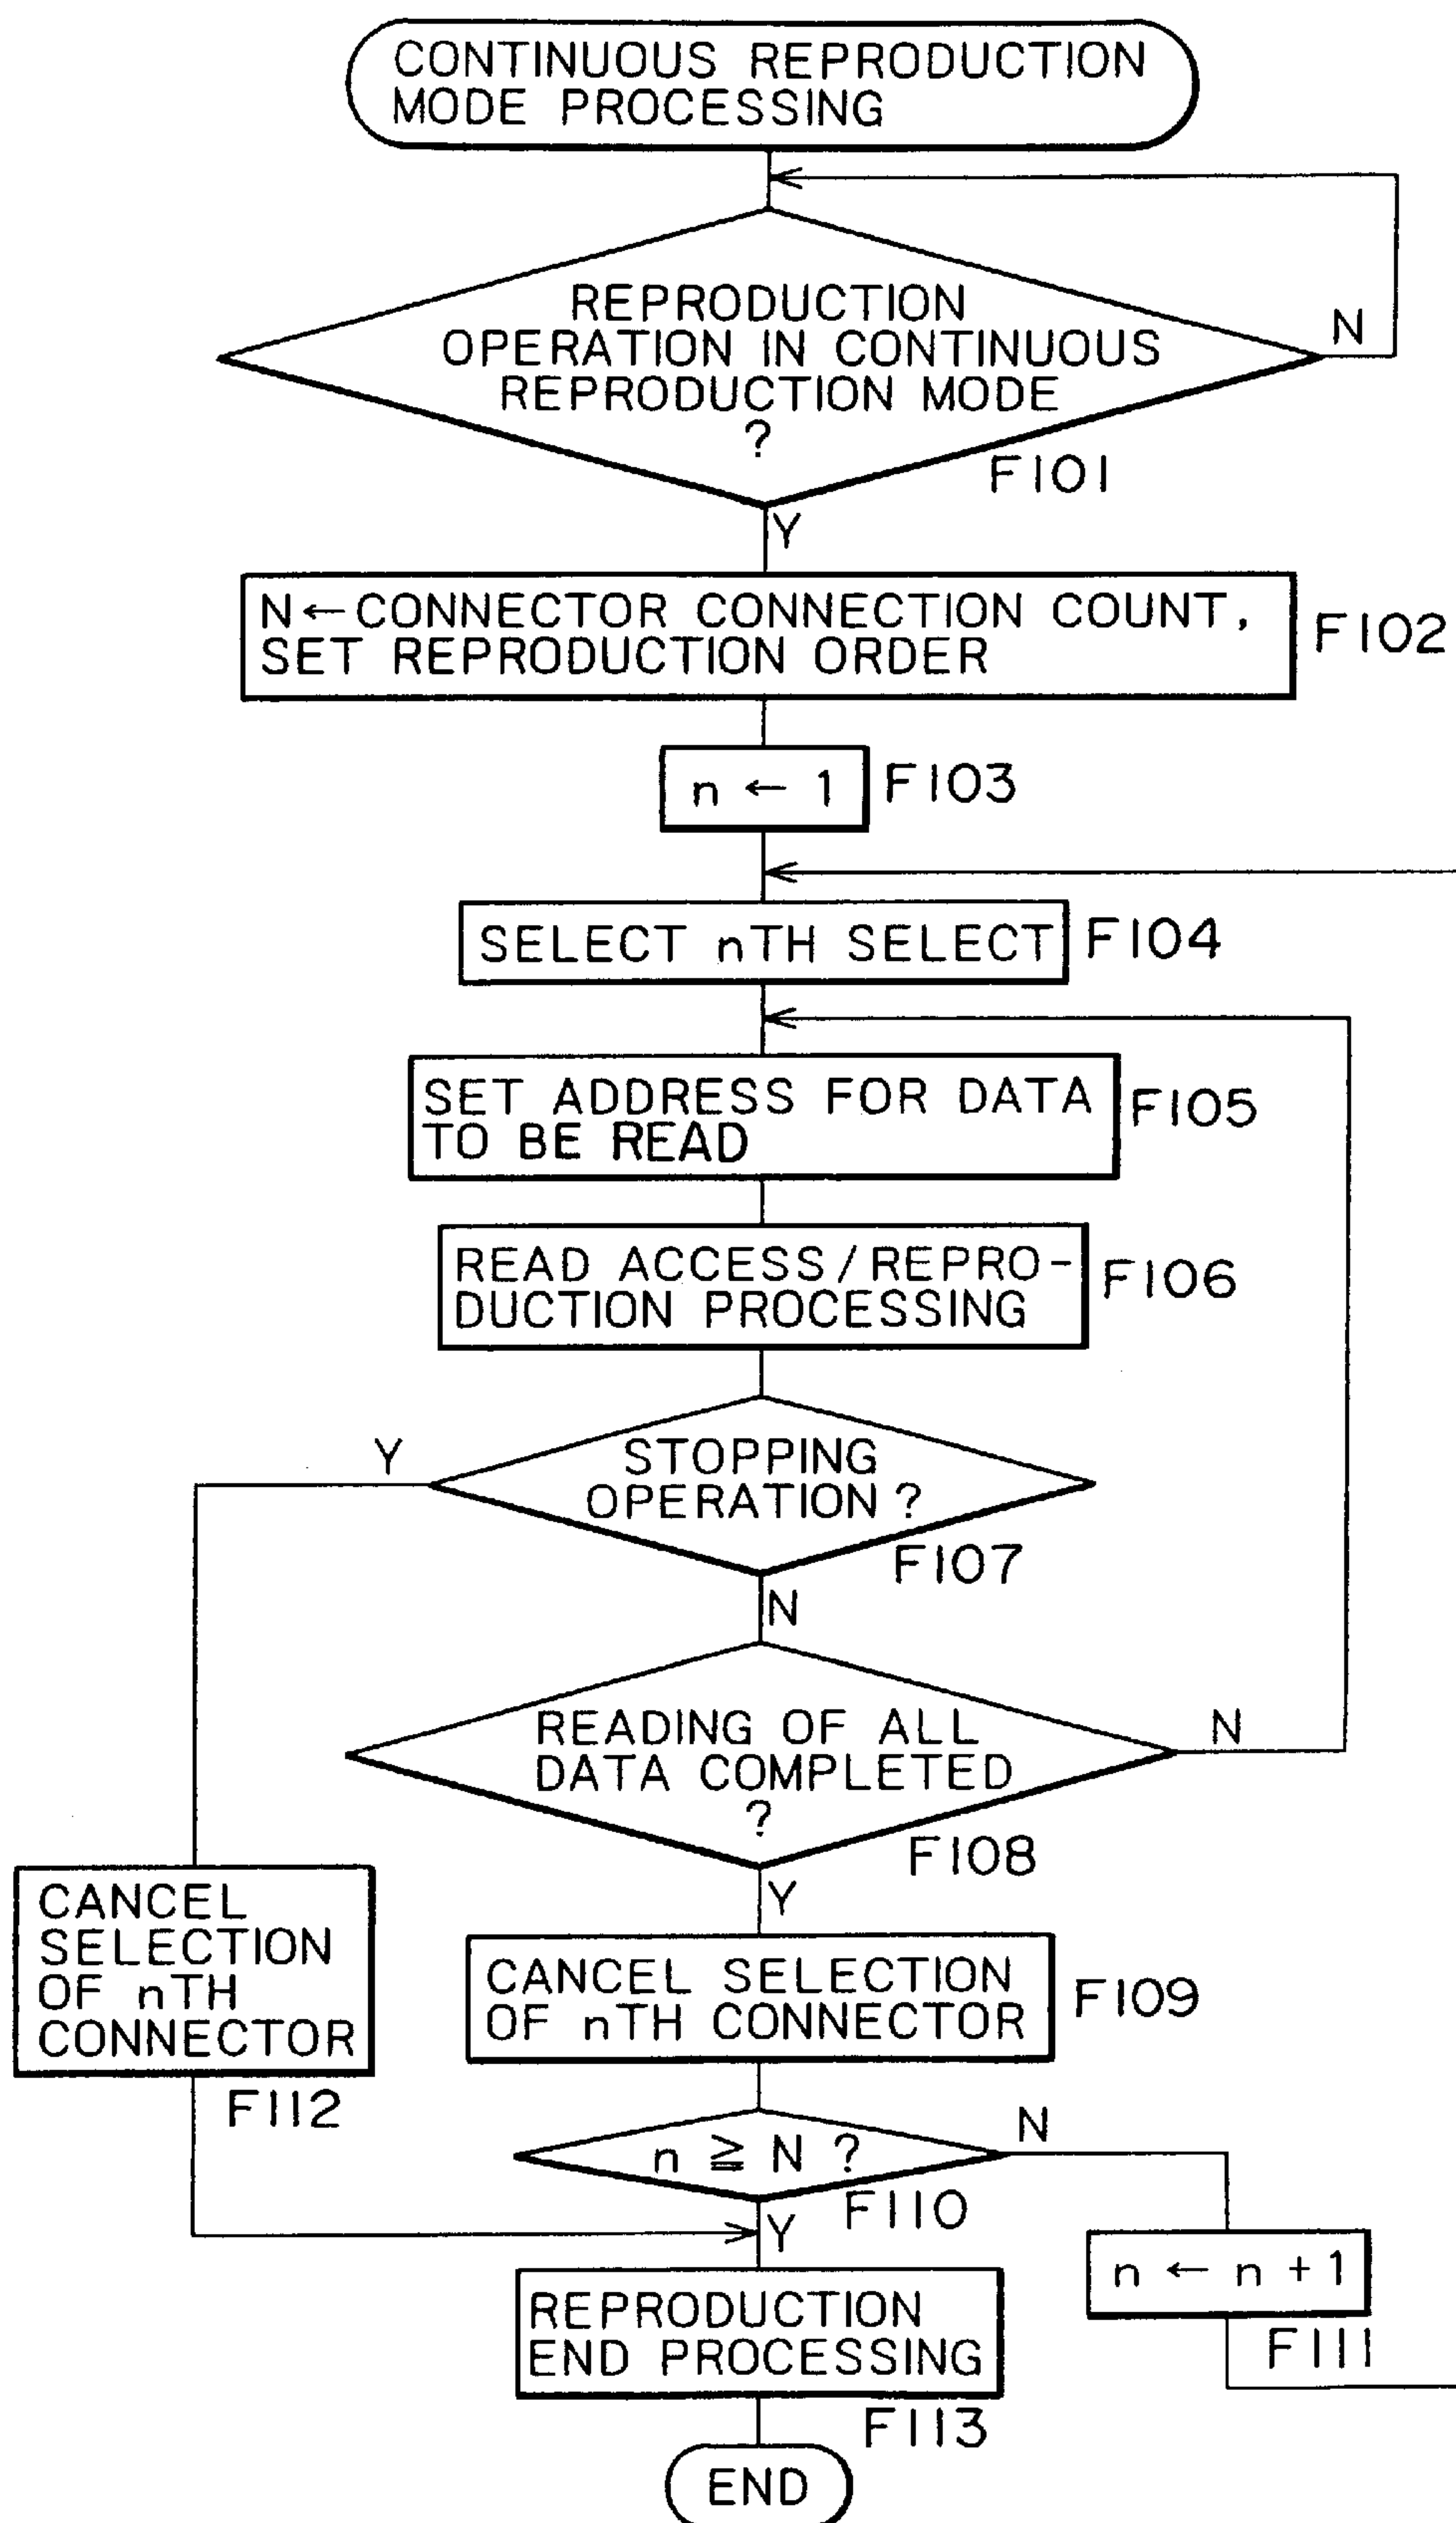 CONTINUOUS REPRODUCTION
MODE PROCESSING
REPRODUCTION
OPERATION IN CONTINUOUS
REPRODUCTION MODE
?
N
F101
Y
N←CONNECTOR CONNECTION COUNT,
SET REPRODUCTION ORDER
F102
n ← 1
F103
SELECT nTH SELECT
F104
SET ADDRESS FOR DATA
TO BE READ
F105
READ ACCESS/REPRO-
DUCTION PROCESSING
F106
Y
STOPPING
OPERATION ?
F107
N
READING OF ALL
DATA COMPLETED
?
N
F108
Y
CANCEL
SELECTION
OF nTH
CONNECTOR
F112
CANCEL SELECTION
OF nTH CONNECTOR
F109
n ≧ N ?
N
F110
Y
n ← n + 1
F111
REPRODUCTION
END PROCESSING
F113
END